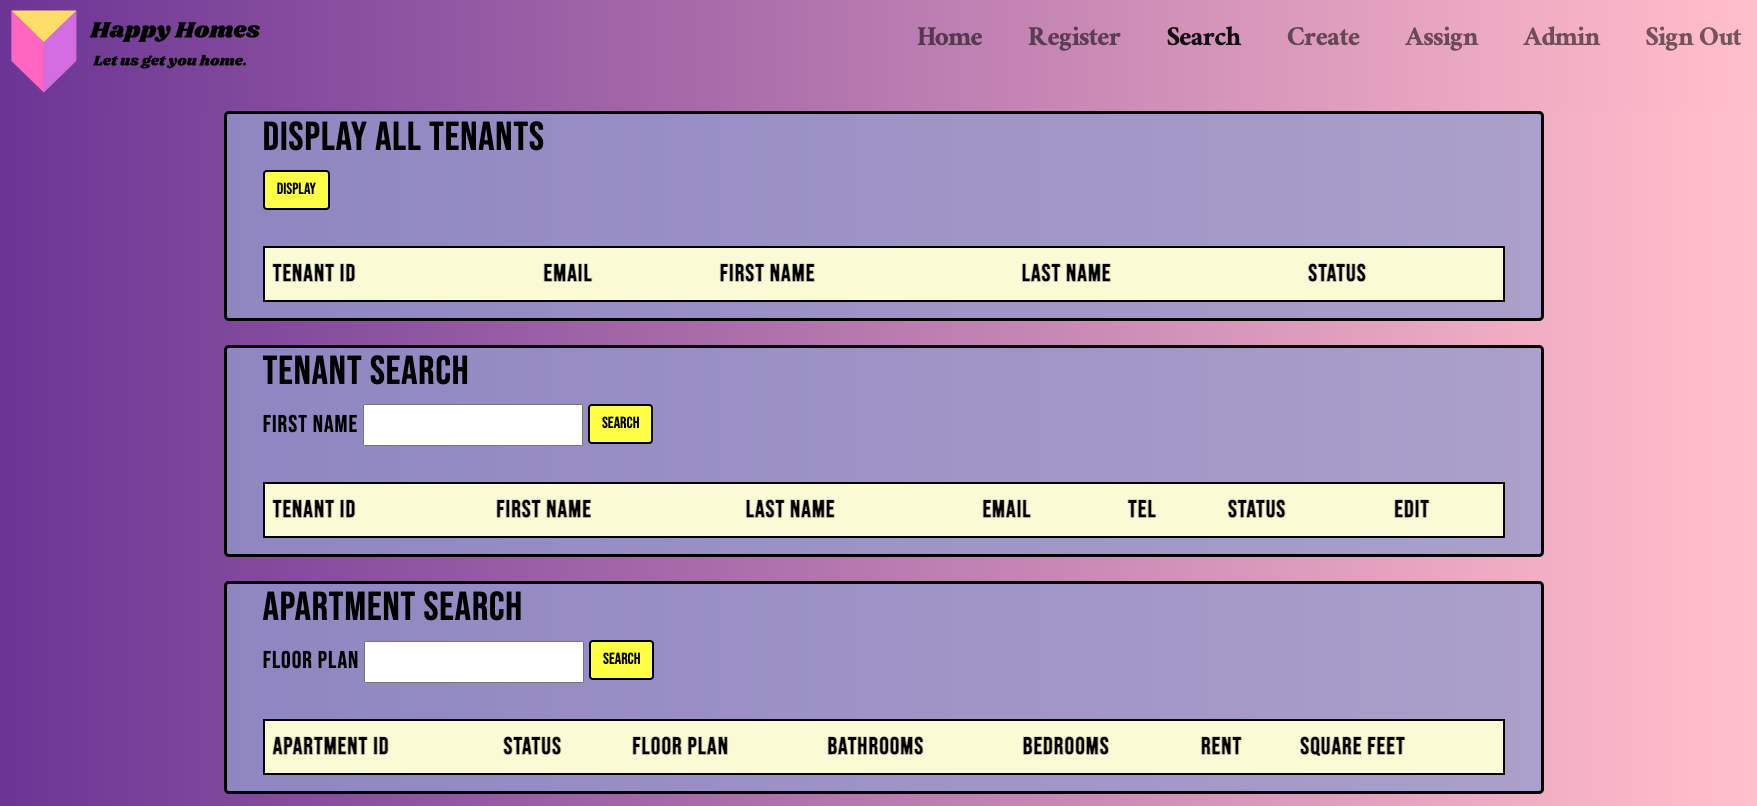 Happy Homes
Let us get you home.
Home Register Search Create Assign Admin Sign Out
DISPLAY ALL TENANTS
DISPLAY
TENANT ID EMAIL FIRST NAME LAST NAME STATUS
TENANT SEARCH
FIRST NAME SEARCH
TENANT ID FIRST NAME LAST NAME EMAIL TEL STATUS EDIT
APARTMENT SEARCH
FLOOR PLAN SEARCH
APARTMENT ID STATUS FLOOR PLAN BATHROOMS BEDROOMS RENT SQUARE FEET